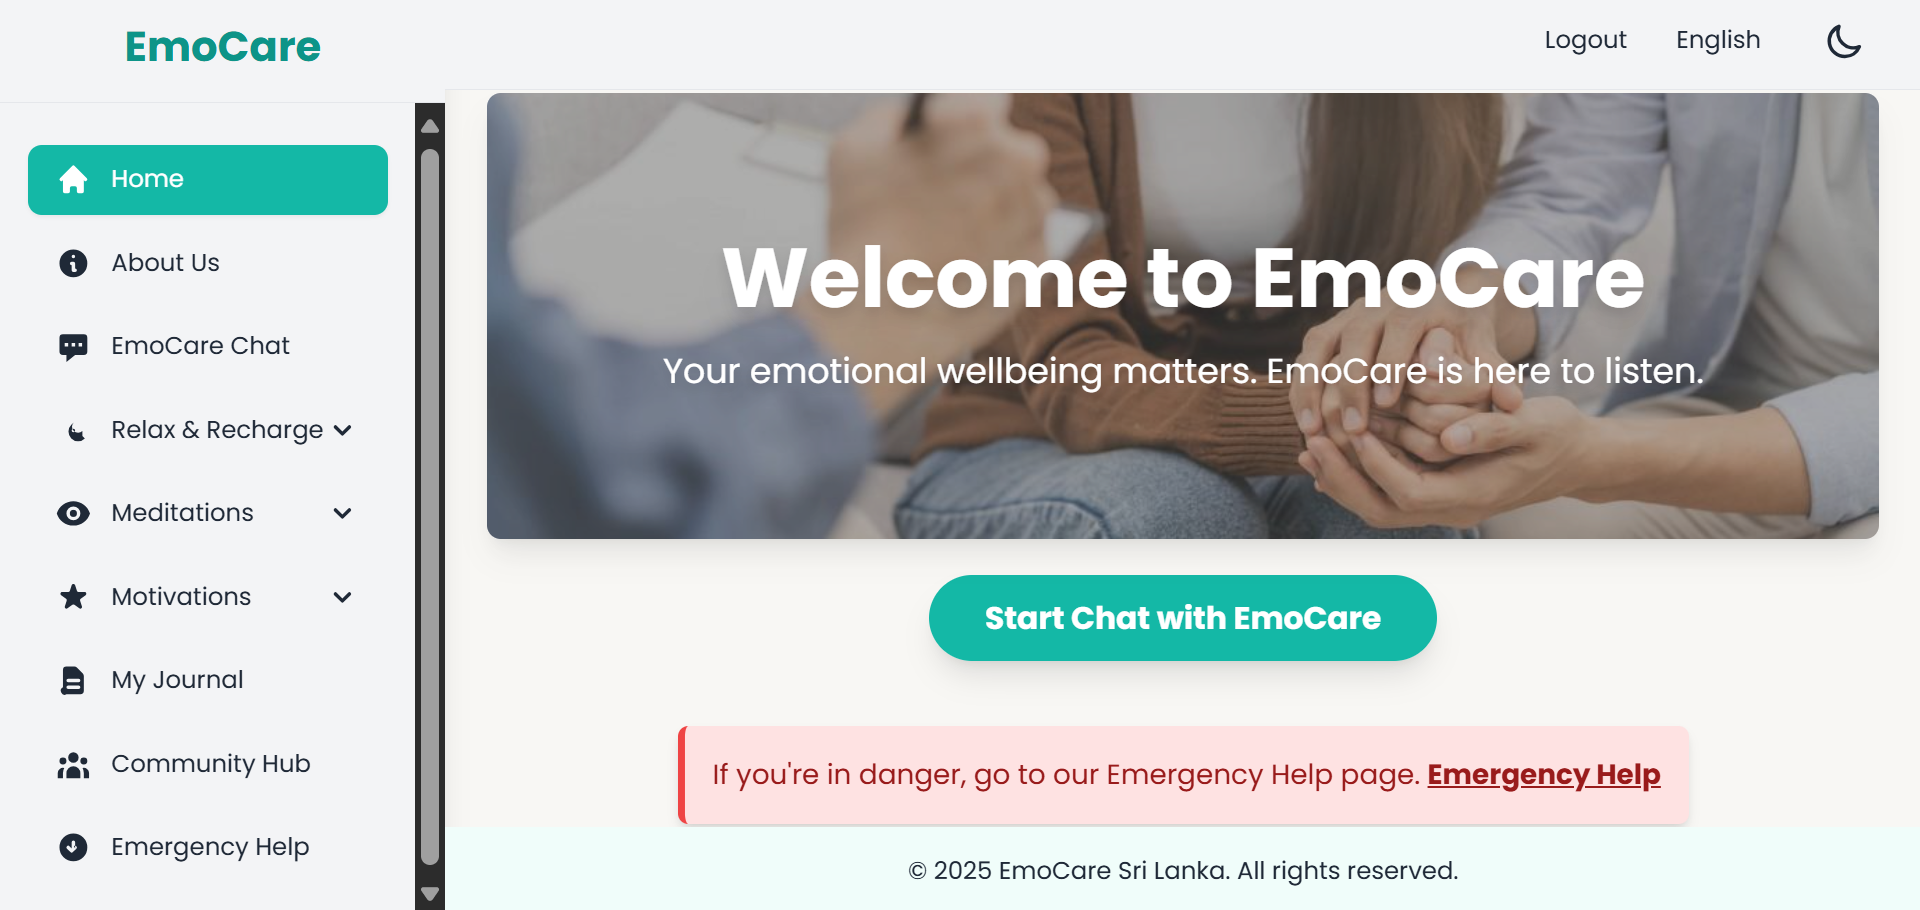 EmoCare
Logout
English
Home
About Us
EmoCare Chat
Relax & Recharge
Meditations
Motivations
My Journal
Community Hub
Emergency Help
Welcome to EmoCare
Your emotional wellbeing matters. EmoCare is here to listen.
Start Chat with EmoCare
If you're in danger, go to our Emergency Help page. Emergency Help
© 2025 EmoCare Sri Lanka. All rights reserved.